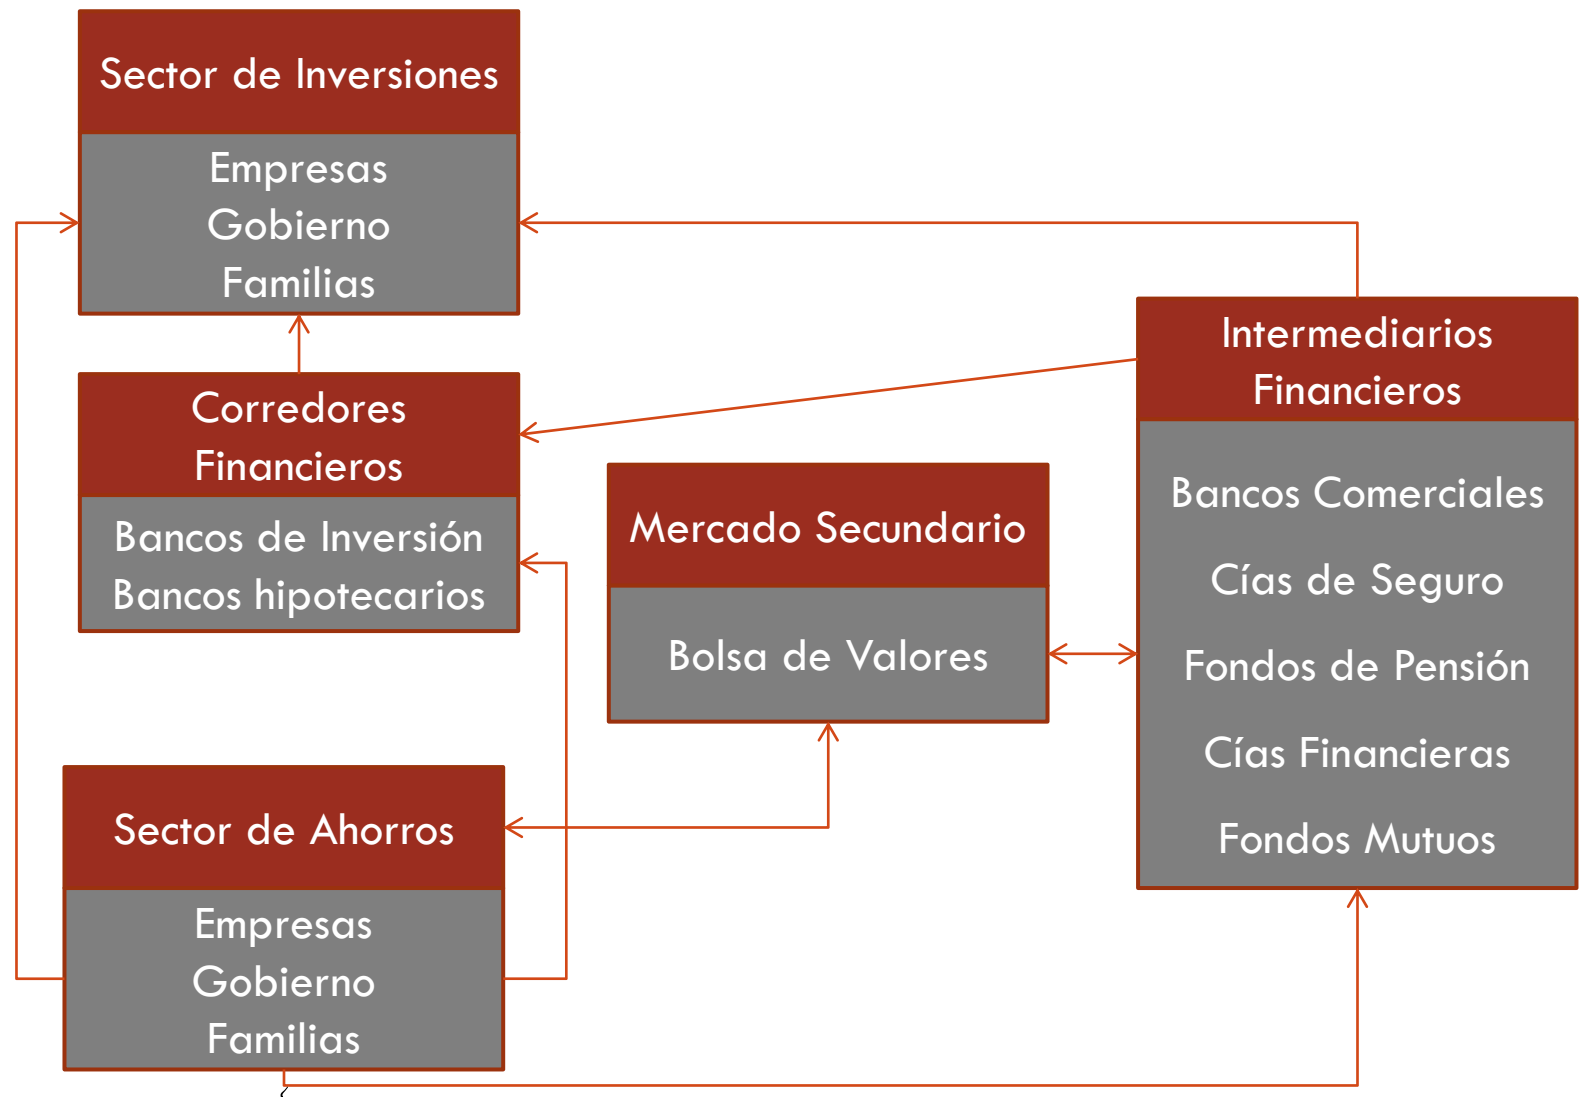 Sector de Inversiones
Empresas
Gobierno
Familias
Corredores
Financieros
Bancos de Inversión
Bancos hipotecarios
Mercado Secundario
Bolsa de Valores
Intermediarios
Financieros
Bancos Comerciales
Cías de Seguro
Fondos de Pensión
Cías Financieras
Fondos Mutuos
Sector de Ahorros
Empresas
Gobierno
Familias